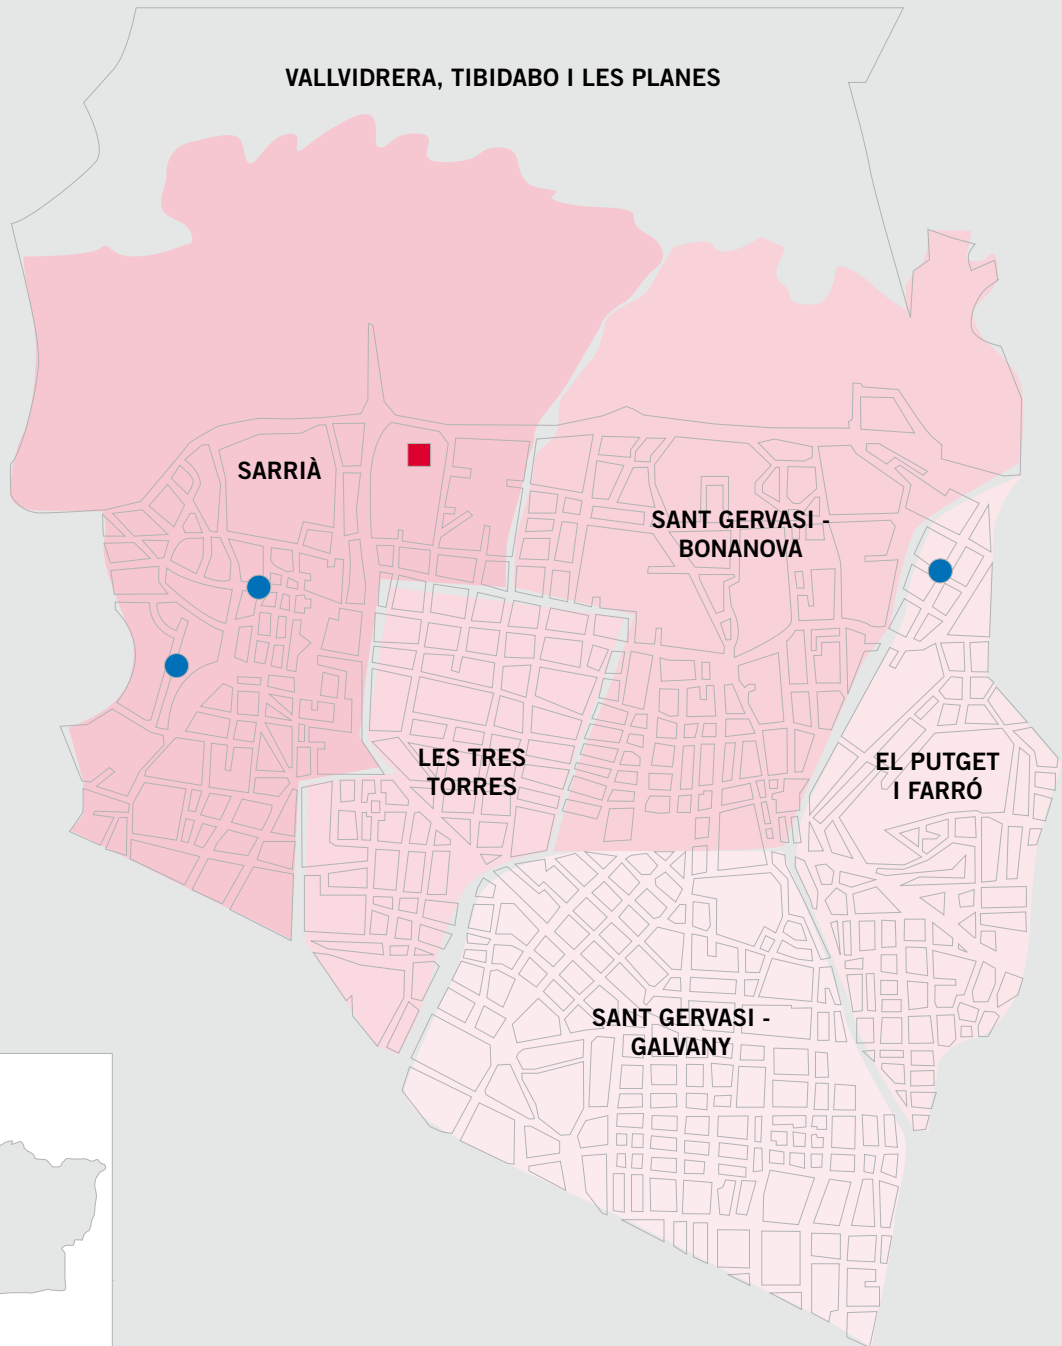 VALLVIDRERA, TIBIDABO I LES PLANES
SARRIÀ
SANT GERVASI -
BONANOVA
LES TRES
TORRES
EL PUTGET
I FARRÓ
SANT GERVASI -
GALVANY